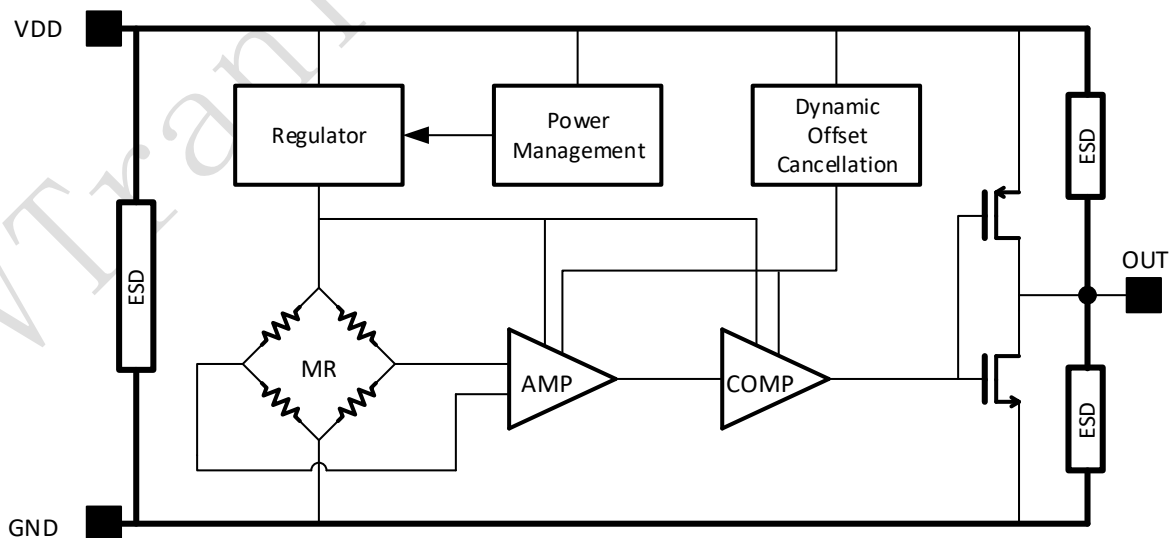 VDD
Regulator
Power
Management
Dynamic
Offset
Cancellation
ESD
ESD
OUT
MR
AMP
COMP
ESD
GND